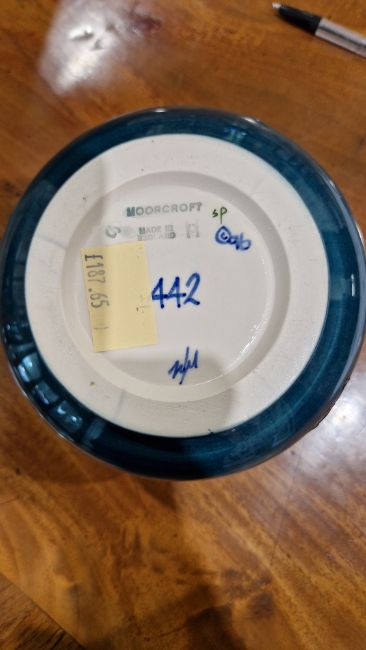 MOORCROFT
sp
MADE IN
ENGLAND
£187.65
442